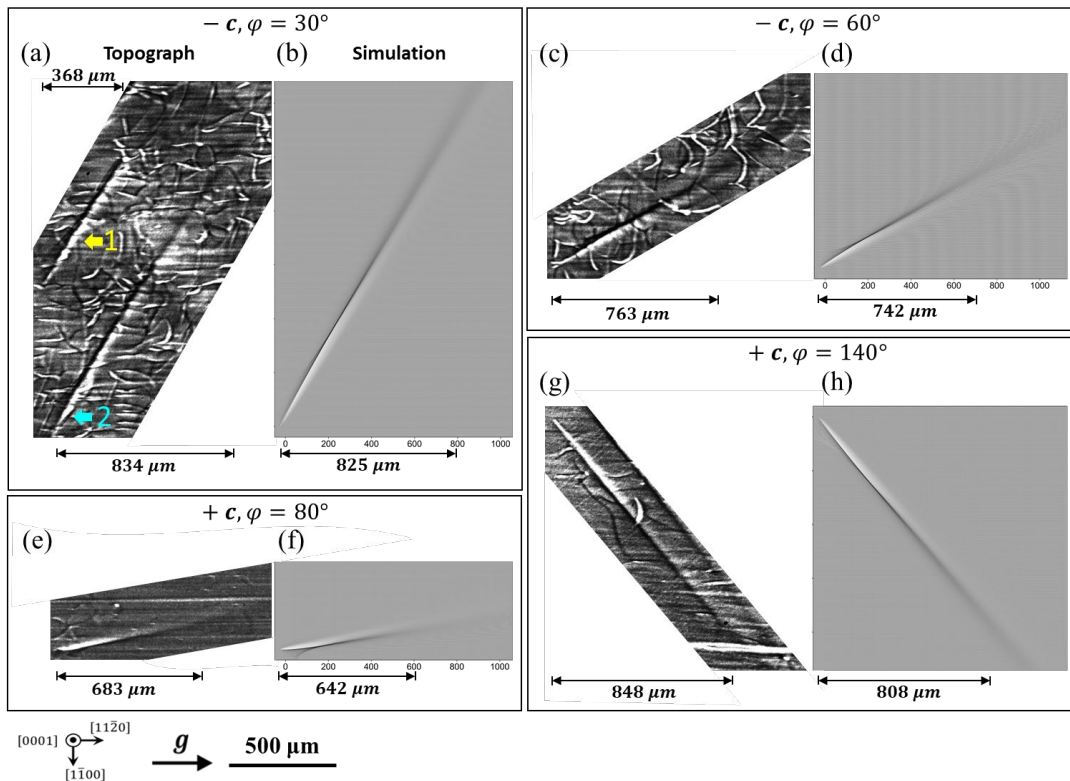 − c, φ = 30°
(a) Topograph
(b) Simulation
368 μm
1
2
0 200 400 600 800 1000
834 μm
825 μm
− c, φ = 60°
(c)
(d)
0 200 400 600 800 1000
763 μm
742 μm
+ c, φ = 80°
(e)
(f)
0 200 400 600 800 1000
683 μm
642 μm
+ c, φ = 140°
(g)
(h)
848 μm
808 μm
[0001]
[112̅0]
[11̅00]
g
500 μm